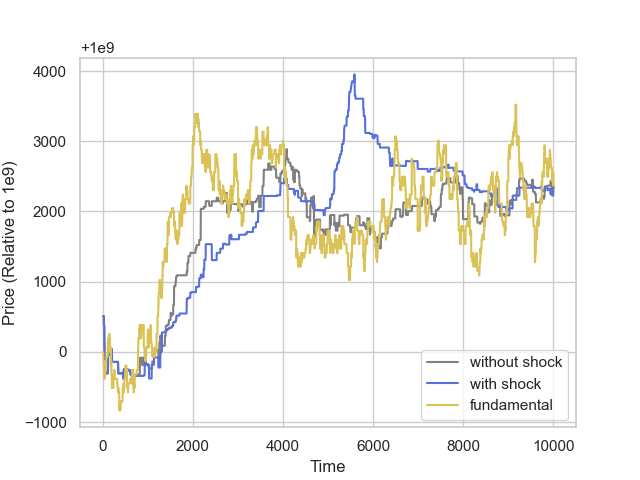 +1e9
4000
3000
2000
1000
0
−1000
Price (Relative to 1e9)
0 2000 4000 6000 8000 10000
Time
without shock
with shock
fundamental